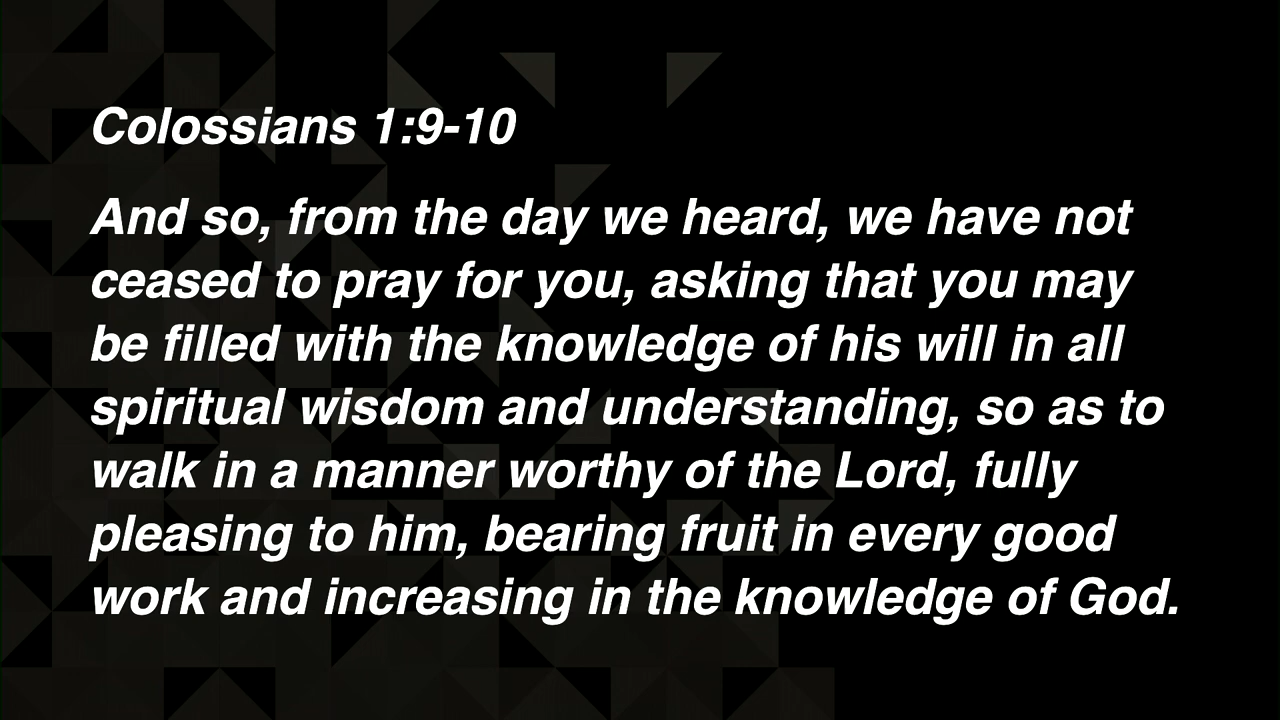 Colossians 1:9-10
And so, from the day we heard, we have not
ceased to pray for you, asking that you may
be filled with the knowledge of his will in all
spiritual wisdom and understanding, so as to
walk in a manner worthy of the Lord, fully
pleasing to him, bearing fruit in every good
work and increasing in the knowledge of God.